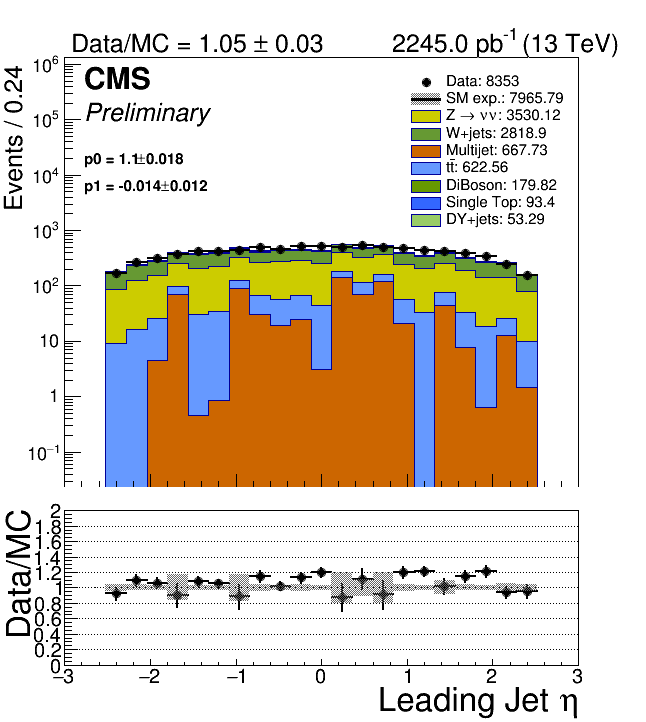 Data/MC = 1.05 ± 0.03 2245.0 pb⁻¹ (13 TeV)
CMS
Preliminary
p0 = 1.1±0.018
p1 = -0.014±0.012
Data: 8353
SM exp.: 7965.79
Z → νν: 3530.12
W+jets: 2818.9
Multijet: 667.73
tt̄: 622.56
DiBoson: 179.82
Single Top: 93.4
DY+jets: 53.29
Events / 0.24
10⁶
10⁵
10⁴
10³
10²
10
1
10⁻¹
Data/MC
2
1.8
1.6
1.4
1.2
1
0.8
0.6
0.4
0.2
0
−3 −2 −1 0 1 2 3
Leading Jet η